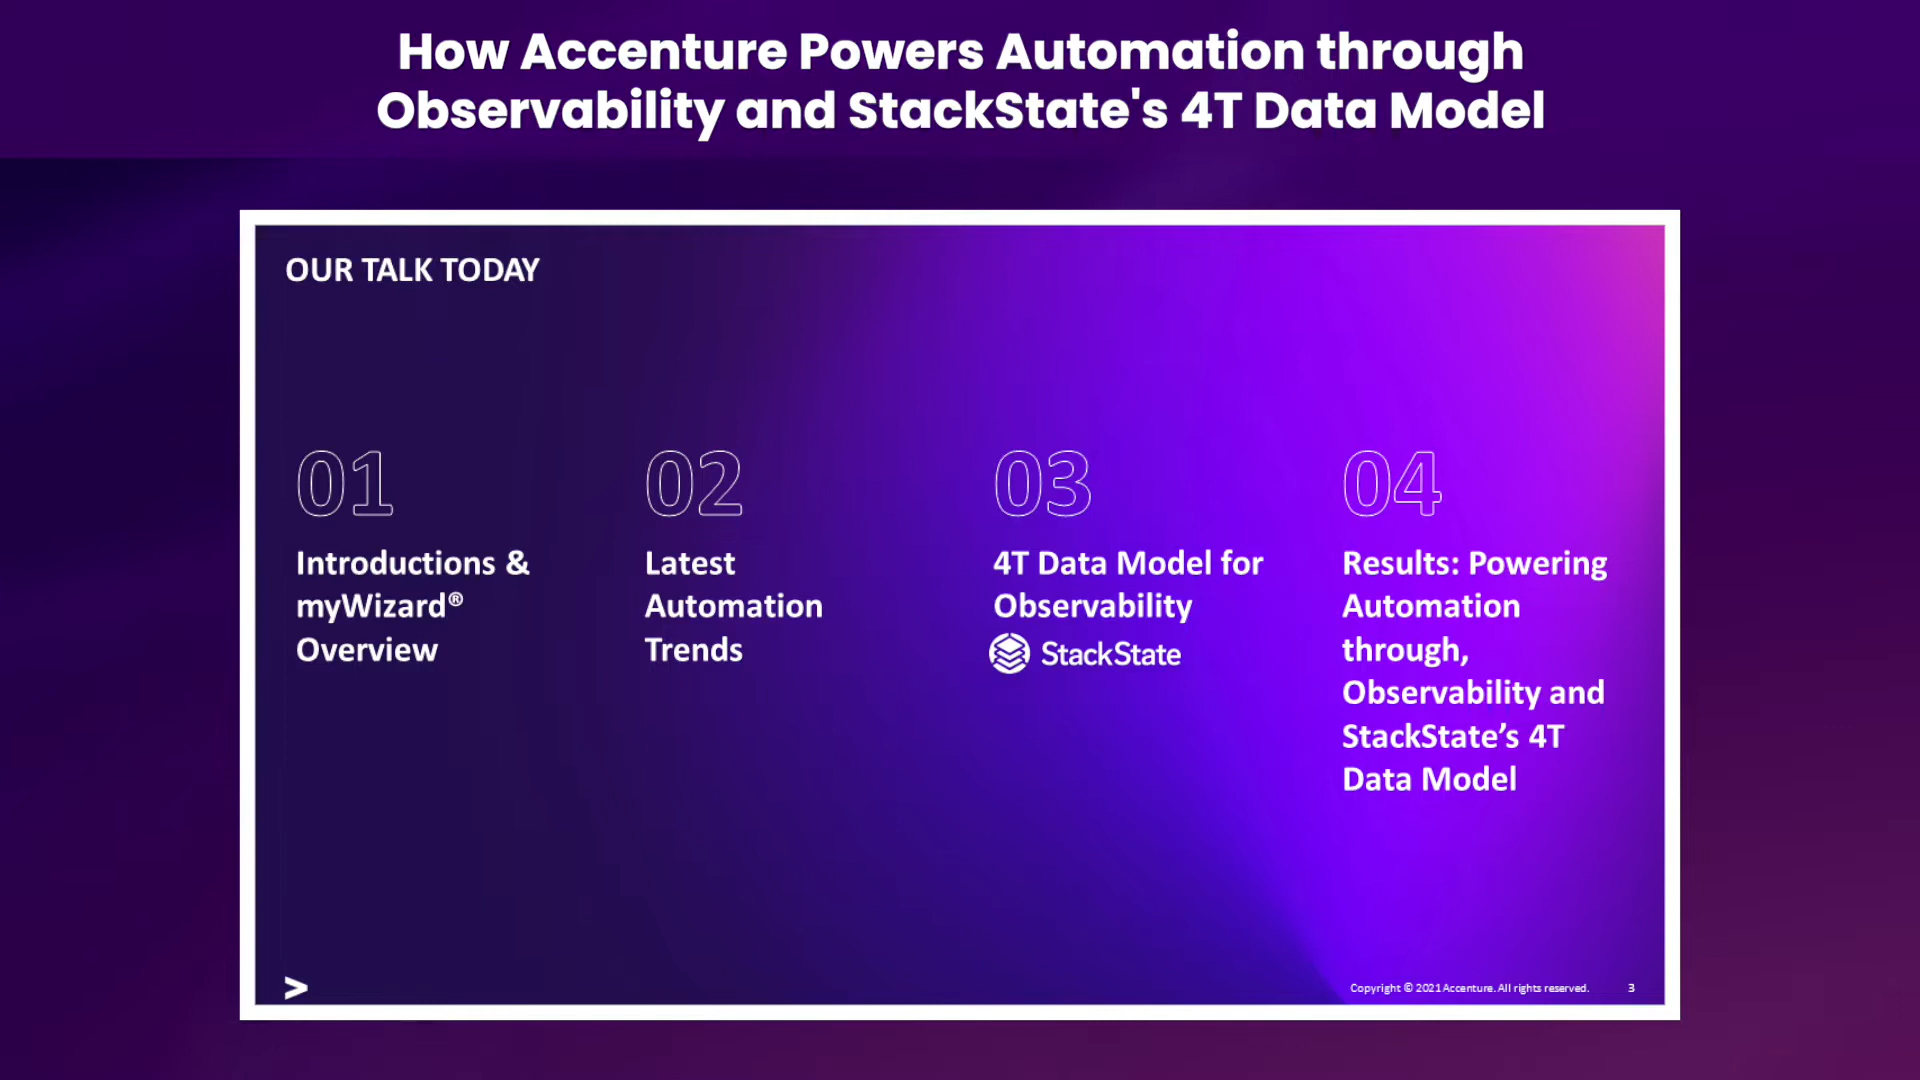 How Accenture Powers Automation through
Observability and StackState's 4T Data Model
OUR TALK TODAY
01
Introductions &
myWizard®
Overview
02
Latest
Automation
Trends
03
4T Data Model for
Observability
StackState
04
Results: Powering
Automation
through,
Observability and
StackState’s 4T
Data Model
>
Copyright © 2021 Accenture. All rights reserved.
3